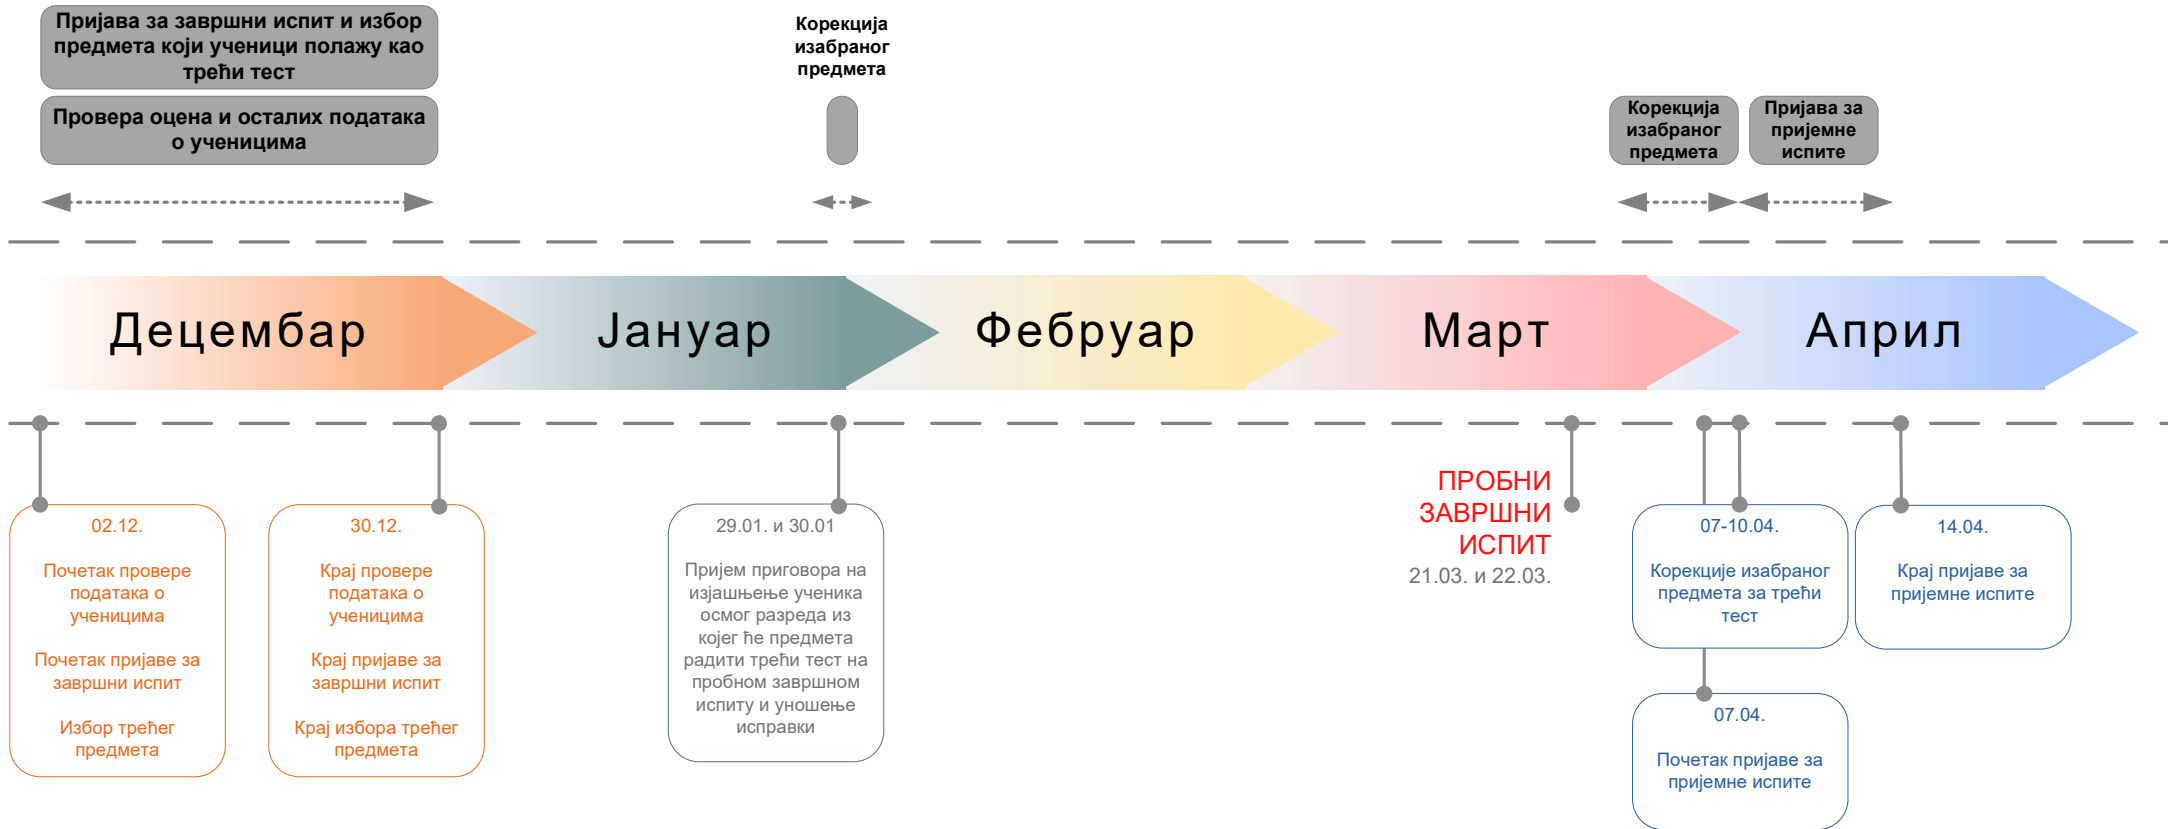 Пријава за завршни испит и избор
предмета који ученици полажу као
трећи тест
Провера оцена и осталих података
о ученицима
Корекција
изабраног
предмета
Корекција
изабраног
предмета
Пријава за
пријемне
испите
Децембар
Јануар
Фебруар
Март
Април
02.12.
Почетак провере
података о
ученицима
Почетак пријаве за
завршни испит
Избор трећег
предмета
30.12.
Крај провере
података о
ученицима
Крај пријаве за
завршни испит
Крај избора трећег
предмета
29.01. и 30.01
Пријем приговора на
изјашњење ученика
осмог разреда из
којег ће предмета
радити трећи тест на
пробном завршном
испиту и уношење
исправки
ПРОБНИ
ЗАВРШНИ
ИСПИТ
21.03. и 22.03.
07-10.04.
Корекције изабраног
предмета за трећи
тест
07.04.
Почетак пријаве за
пријемне испите
14.04.
Крај пријаве за
пријемне испите